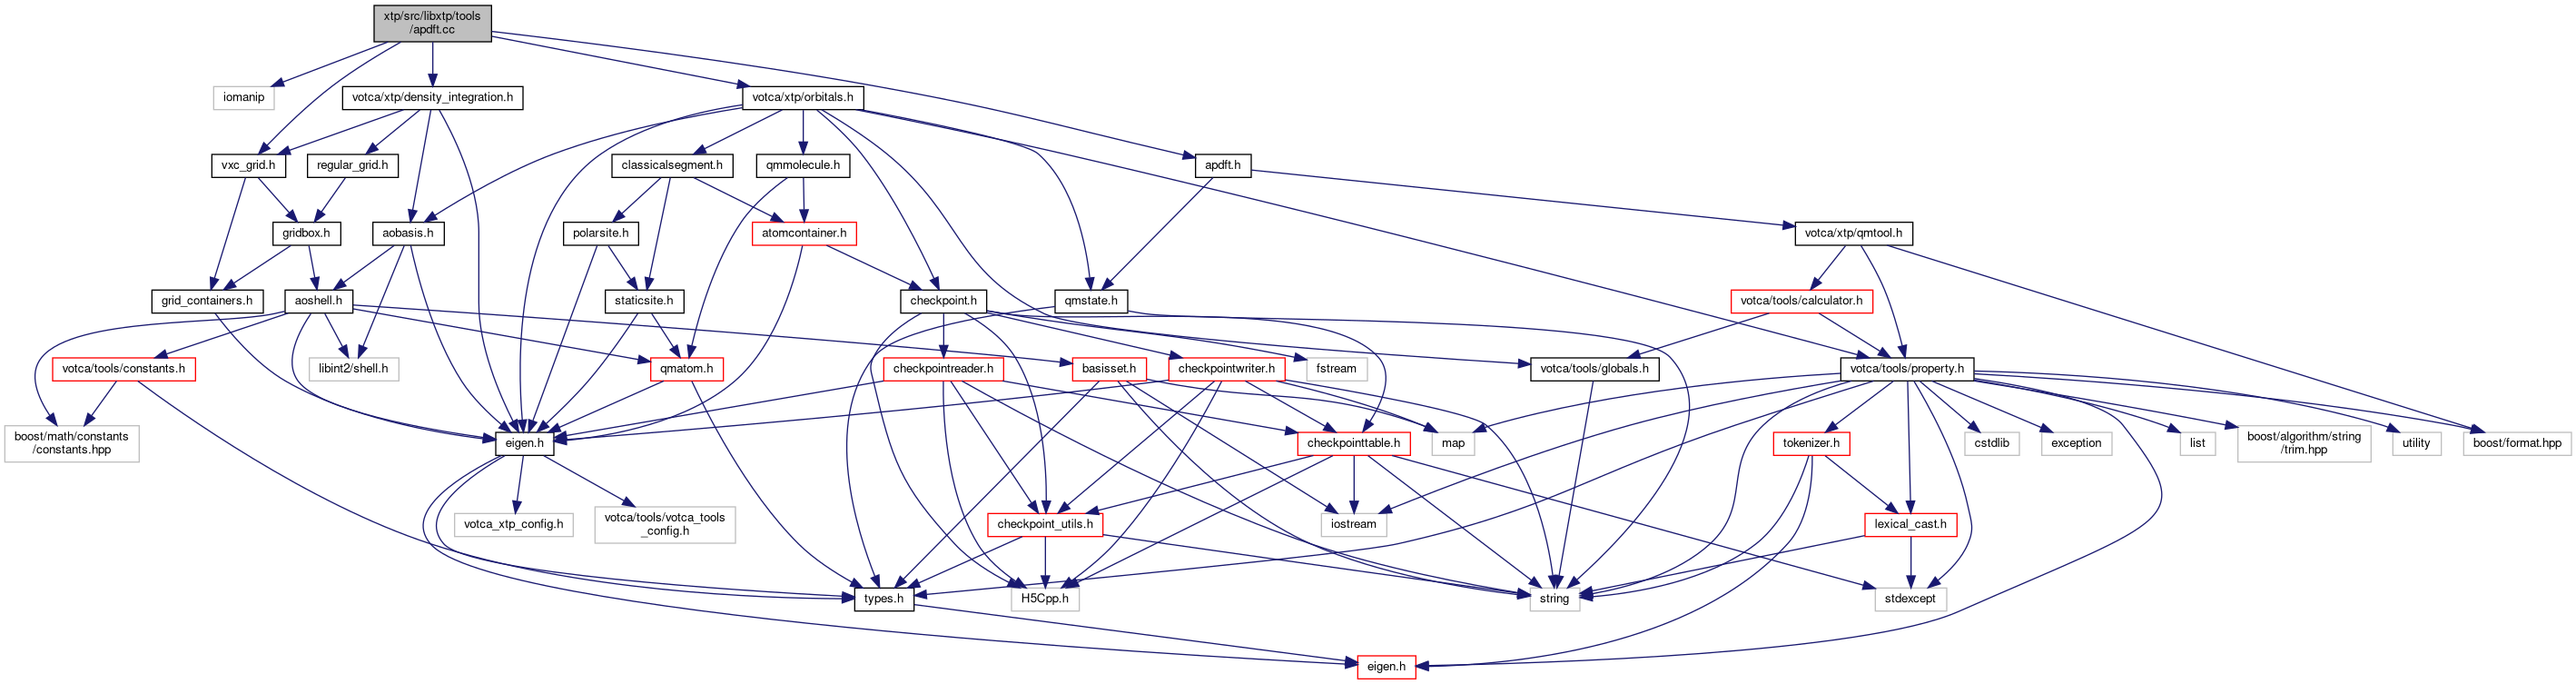 xtp/src/libxtp/tools
/apdft.cc
iomanip
votca/xtp/density_integration.h
votca/xtp/orbitals.h
vxc_grid.h
regular_grid.h
classicalsegment.h
qmmolecule.h
apdft.h
gridbox.h
aobasis.h
polarsite.h
atomcontainer.h
votca/xtp/qmtool.h
grid_containers.h
aoshell.h
staticsite.h
checkpoint.h
qmstate.h
votca/tools/calculator.h
votca/tools/constants.h
libint2/shell.h
qmatom.h
checkpointreader.h
basisset.h
checkpointwriter.h
fstream
votca/tools/globals.h
votca/tools/property.h
boost/math/constants
/constants.hpp
eigen.h
checkpointtable.h
map
tokenizer.h
cstdlib
exception
list
boost/algorithm/string
/trim.hpp
utility
boost/format.hpp
votca_xtp_config.h
votca/tools/votca_tools
_config.h
checkpoint_utils.h
iostream
lexical_cast.h
types.h
H5Cpp.h
string
stdexcept
eigen.h